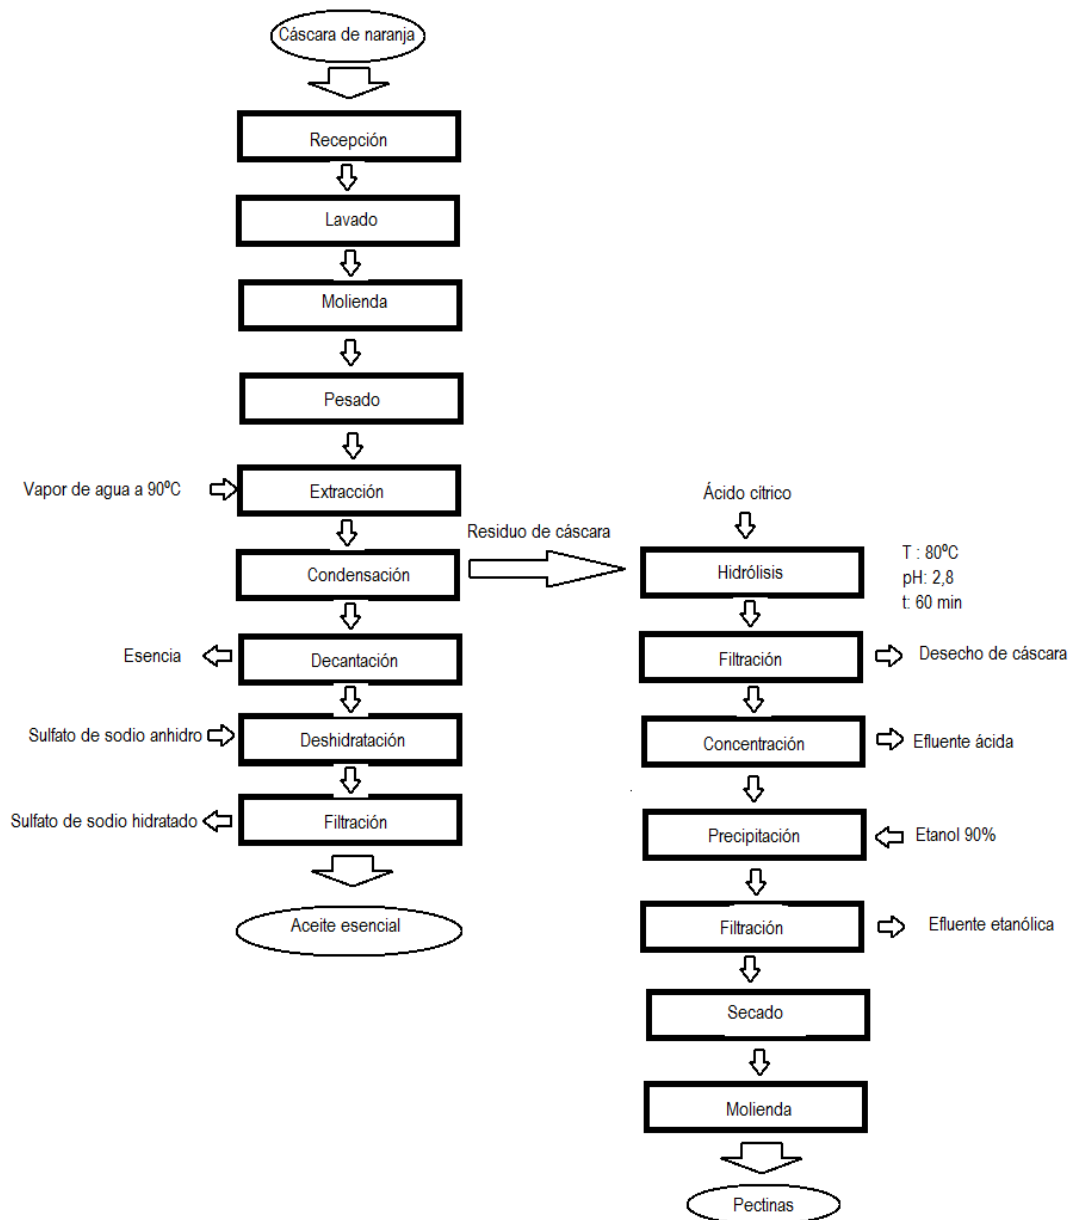 Cáscara de naranja
Recepción
Lavado
Molienda
Pesado
Vapor de agua a 90ºC
Extracción
Condensación
Residuo de cáscara
Esencia
Decantación
Sulfato de sodio anhidro
Deshidratación
Sulfato de sodio hidratado
Filtración
Aceite esencial
Ácido cítrico
Hidrólisis
T : 80ºC
pH: 2,8
t: 60 min
Filtración
Desecho de cáscara
Concentración
Efluente ácida
Precipitación
Etanol 90%
Filtración
Efluente etanólica
Secado
Molienda
Pectinas